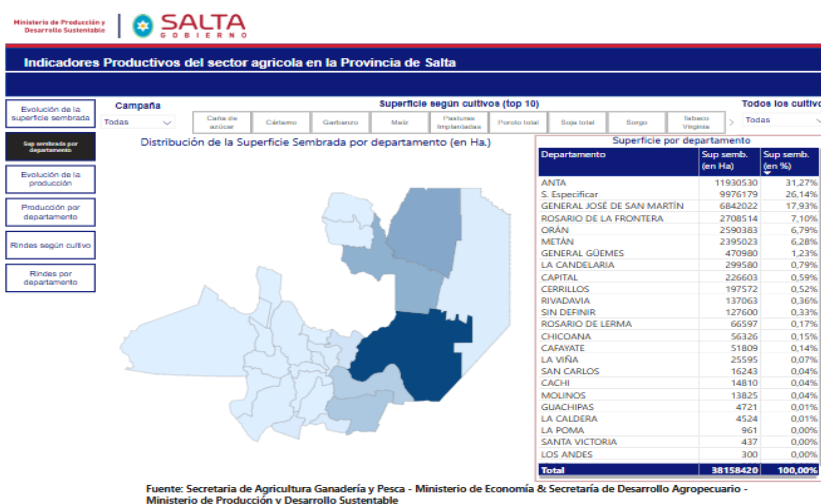 Ministerio de Producción y
Desarrollo Sustentable
SALTA
GOBIERNO
Indicadores Productivos del sector agricola en la Provincia de Salta
Evolución de la
superficie sembrada
Sup sembrada por
departamento
Evolución de la
producción
Producción por
departamento
Rindes según cultivo
Rindes por
departamento
Campaña
Todas
Superficie según cultivos (top 10)
Caña de
azúcar
Cártamo
Garbanzo
Maíz
Pasturas
Implantadas
Poroto total
Soja total
Sorgo
Tabaco
Virginia
Todos los cultivo
Todas
Distribución de la Superficie Sembrada por departamento (en Ha.)
Superficie por departamento
Departamento Sup semb. (en Ha) Sup semb. (en %)
ANTA 11930530 31,27%
S. Especificar 9976179 26,14%
GENERAL JOSÉ DE SAN MARTÍN 6842022 17,93%
ROSARIO DE LA FRONTERA 2708514 7,10%
ORÁN 2590383 6,79%
METÁN 2395023 6,28%
GENERAL GÜEMES 470980 1,23%
LA CANDELARIA 299580 0,79%
CAPITAL 226603 0,59%
CERRILLOS 197572 0,52%
RIVADAVIA 137063 0,36%
SIN DEFINIR 127600 0,33%
ROSARIO DE LERMA 66597 0,17%
CHICOANA 56326 0,15%
CAFAYATE 51809 0,14%
LA VIÑA 25595 0,07%
SAN CARLOS 16243 0,04%
CACHI 14810 0,04%
MOLINOS 13825 0,04%
GUACHIPAS 4721 0,01%
LA CALDERA 4524 0,01%
LA POMA 961 0,00%
SANTA VICTORIA 437 0,00%
LOS ANDES 300 0,00%
Total 38158420 100,00%
Fuente: Secretaria de Agricultura Ganadería y Pesca - Ministerio de Economía & Secretaría de Desarrollo Agropecuario -
Ministerio de Producción y Desarrollo Sustentable